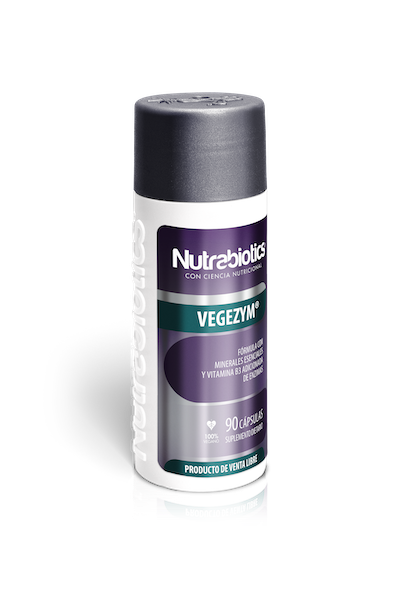 Nutrabiotics
Nutrabiotics
CON CIENCIA NUTRICIONAL
VEGEZYM®
FÓRMULA CON
MINERALES ESENCIALES
Y VITAMINA B3 ADICIONADA
DE ENZIMAS
100%
90 CÁPSULAS
SUPLEMENTO DIETARIO
PRODUCTO DE VENTA LIBRE